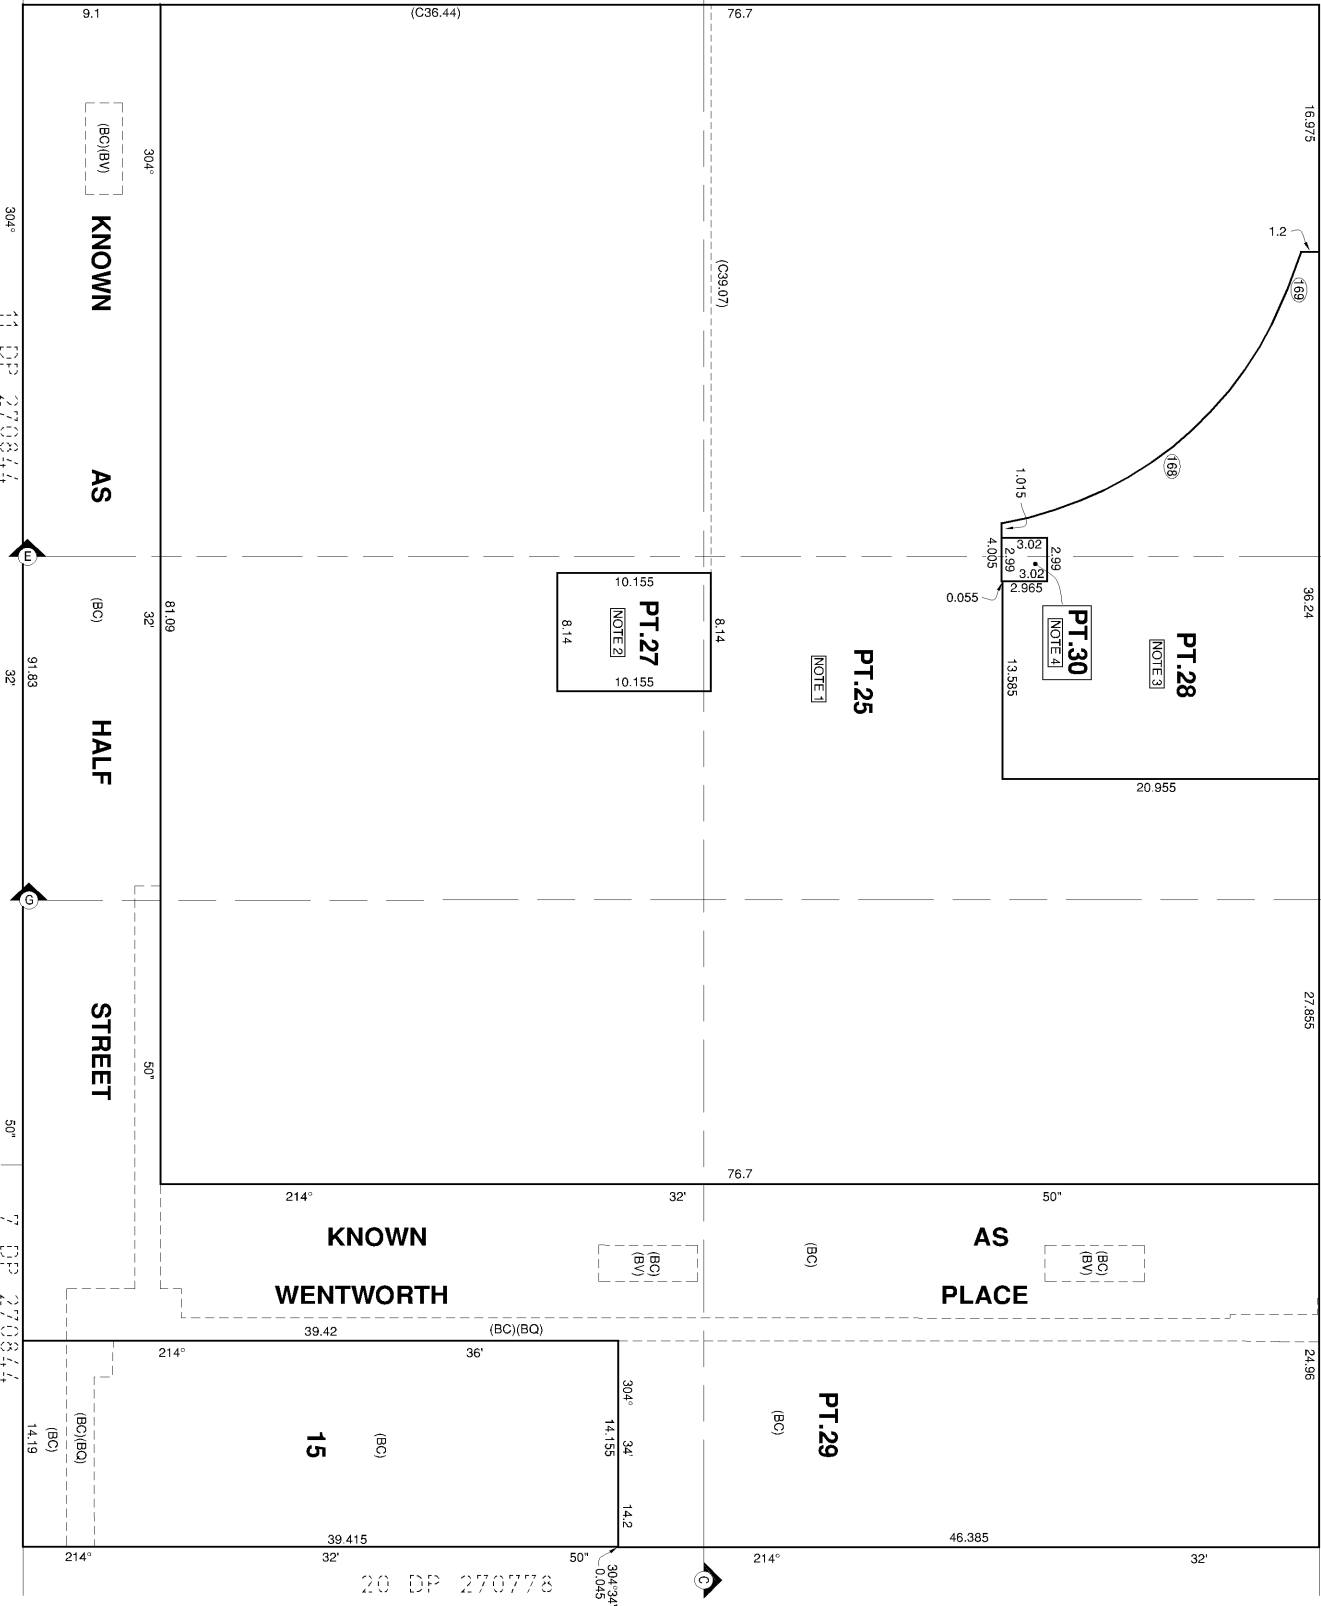 9.1
(C36.44)
76.7
16.975
(BC)(BV)
304°
304°
KNOWN
AS
HALF
STREET
(C39.07)
1.2
169
168
1.015
3.02
2.99
4.005
2.99
3.02
2.965
0.055
36.24
E
11 DP 270844
10.155
PT.27
NOTE 2
8.14
8.14
10.155
PT.30
NOTE 4
PT.28
NOTE 3
PT.25
NOTE 1
13.585
20.955
(BC)
32'
81.09
91.83
32'
G
27.855
50"
50"
76.7
214°
32'
50"
KNOWN
AS
(BC)
(BV)
(BC)
(BC)
(BV)
WENTWORTH
PLACE
7 DP 270844
39.42
(BC)(BQ)
214°
36'
24.96
304°
34'
14.2
14.155
PT.29
(BC)
15
(BC)
(BC)(BQ)
(BC)
14.19
39.415
46.385
214°
32'
50"
304°34'
0.045
214°
32'
C
20 DP 270778